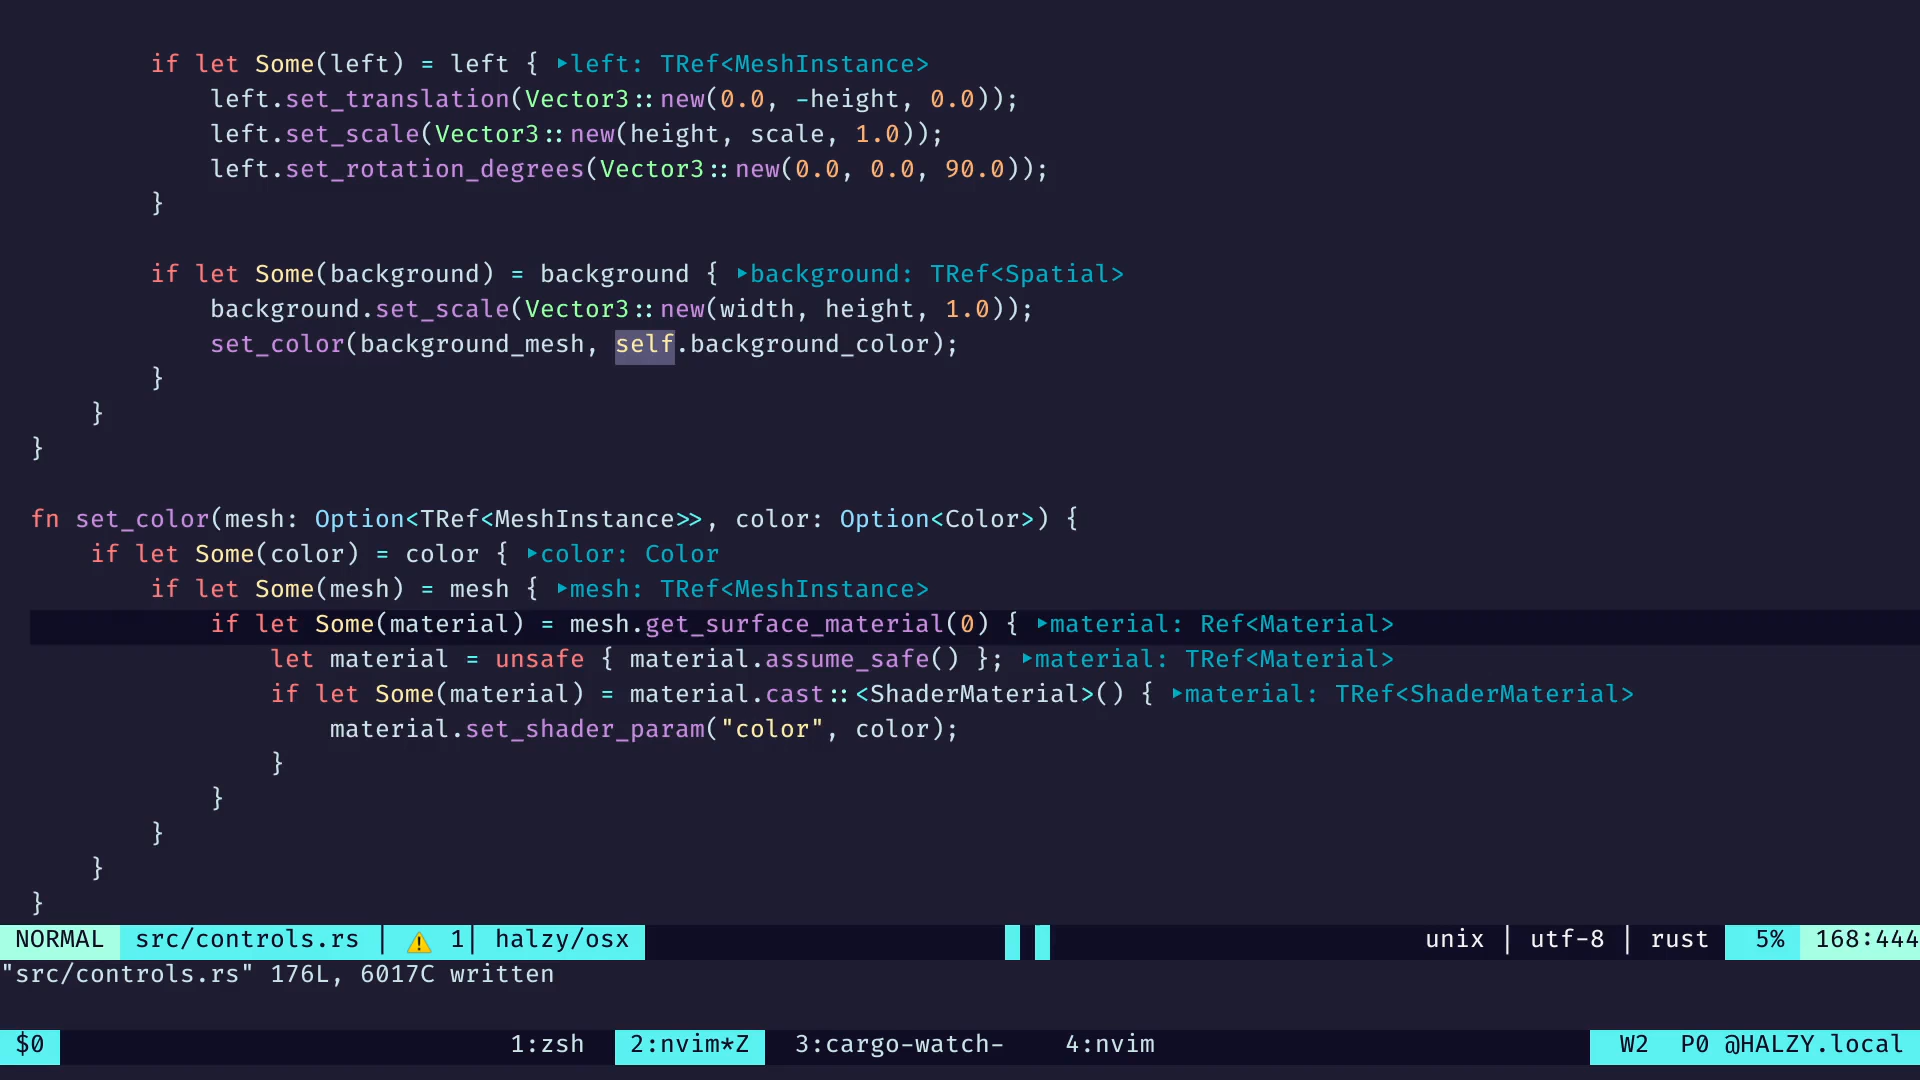 if let Some(left) = left { ▸left: TRef<MeshInstance>
left.set_translation(Vector3::new(0.0, -height, 0.0));
left.set_scale(Vector3::new(height, scale, 1.0));
left.set_rotation_degrees(Vector3::new(0.0, 0.0, 90.0));
}
if let Some(background) = background { ▸background: TRef<Spatial>
background.set_scale(Vector3::new(width, height, 1.0));
set_color(background_mesh, self.background_color);
}
}
}
fn set_color(mesh: Option<TRef<MeshInstance>>, color: Option<Color>) {
if let Some(color) = color { ▸color: Color
if let Some(mesh) = mesh { ▸mesh: TRef<MeshInstance>
if let Some(material) = mesh.get_surface_material(0) { ▸material: Ref<Material>
let material = unsafe { material.assume_safe() }; ▸material: TRef<Material>
if let Some(material) = material.cast::<ShaderMaterial>() { ▸material: TRef<ShaderMaterial>
material.set_shader_param("color", color);
}
}
}
}
}
NORMAL src/controls.rs | ⚠ 1| halzy/osx unix | utf-8 | rust 5% 168:444
"src/controls.rs" 176L, 6017C written
$0 1:zsh 2:nvim*Z 3:cargo-watch- 4:nvim W2 P0 @HALZY.local